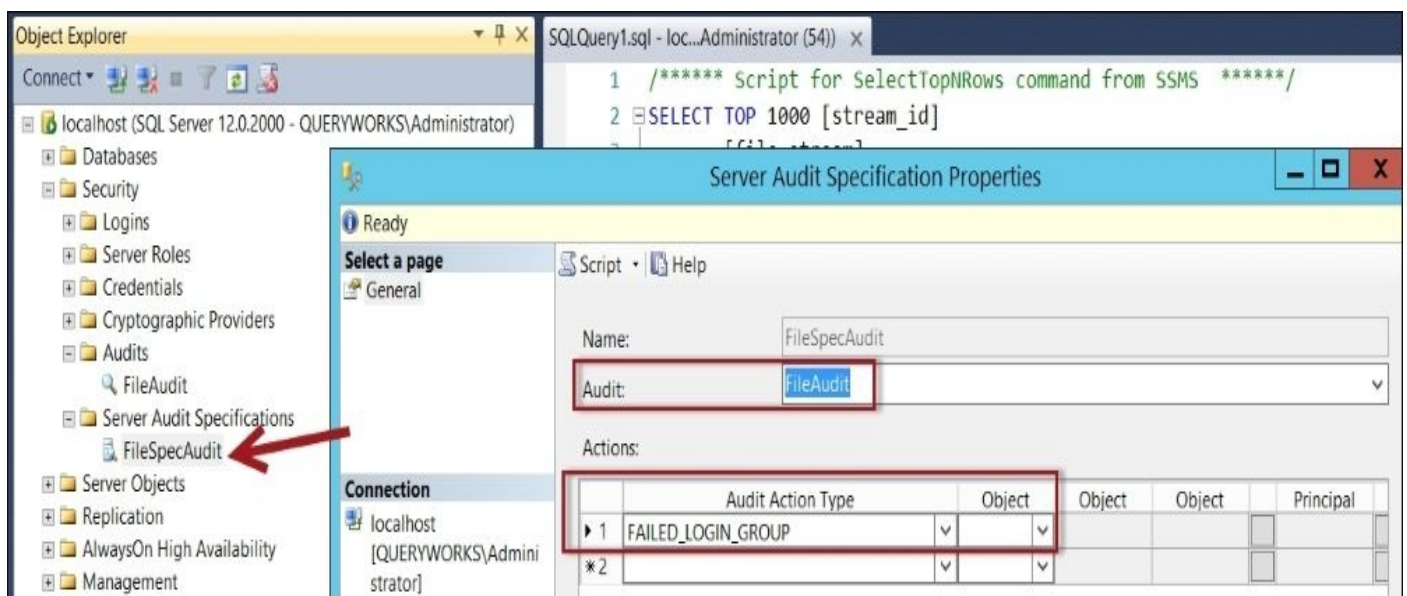 Object Explorer
SQLQuery1.sql - loc...Administrator (54))
Connect
1 /****** Script for SelectTopNRows command from SSMS ******/
2 SELECT TOP 1000 [stream_id]
localhost (SQL Server 12.0.2000 - QUERYWORKS\Administrator)
Databases
Security
Logins
Server Roles
Credentials
Cryptographic Providers
Audits
FileAudit
Server Audit Specifications
FileSpecAudit
Server Objects
Replication
AlwaysOn High Availability
Management
Server Audit Specification Properties
Ready
Select a page
General
Script Help
Name: FileSpecAudit
Audit: FileAudit
Actions:
Audit Action Type Object Object Object Principal
1 FAILED_LOGIN_GROUP
*2
Connection
localhost
[QUERYWORKS\Admini
strator]